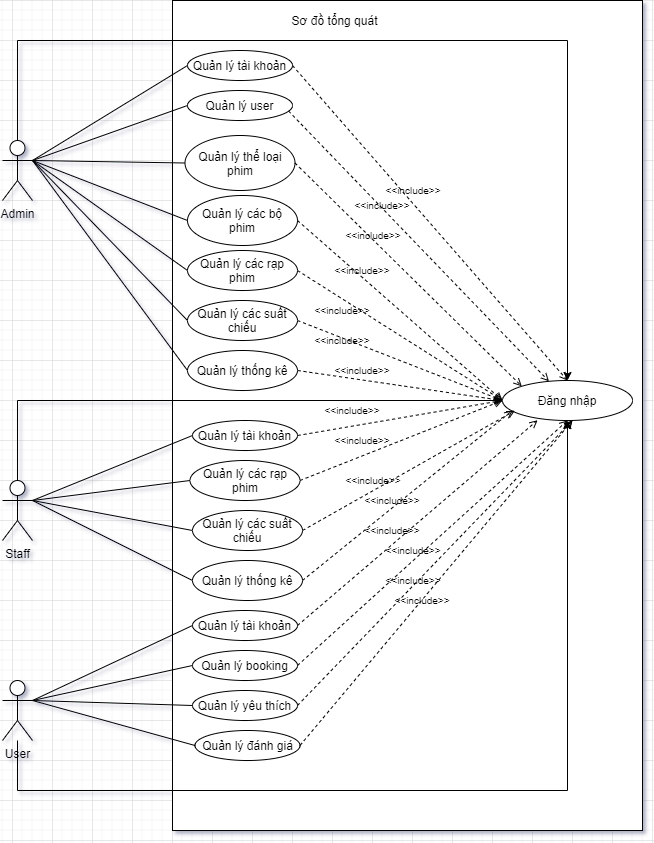 Sơ đồ tổng quát
Quản lý tài khoản
Quản lý user
Quản lý thể loại
phim
<<include>>
<<include>>
Admin
Quản lý các bộ
phim
<<include>>
Quản lý các rạp
phim
<<include>>
Quản lý các suất
chiếu
<<include>>
<<include>>
Quản lý thống kê
<<include>>
Đăng nhập
<<include>>
Quản lý tài khoản
<<include>>
Quản lý các rạp
phim
<<include>>
<<include>>
Quản lý các suất
chiếu
<<include>>
Staff
<<include>>
Quản lý thống kê
<<include>>
<<include>>
Quản lý tài khoản
Quản lý booking
Quản lý yêu thích
Quản lý đánh giá
User